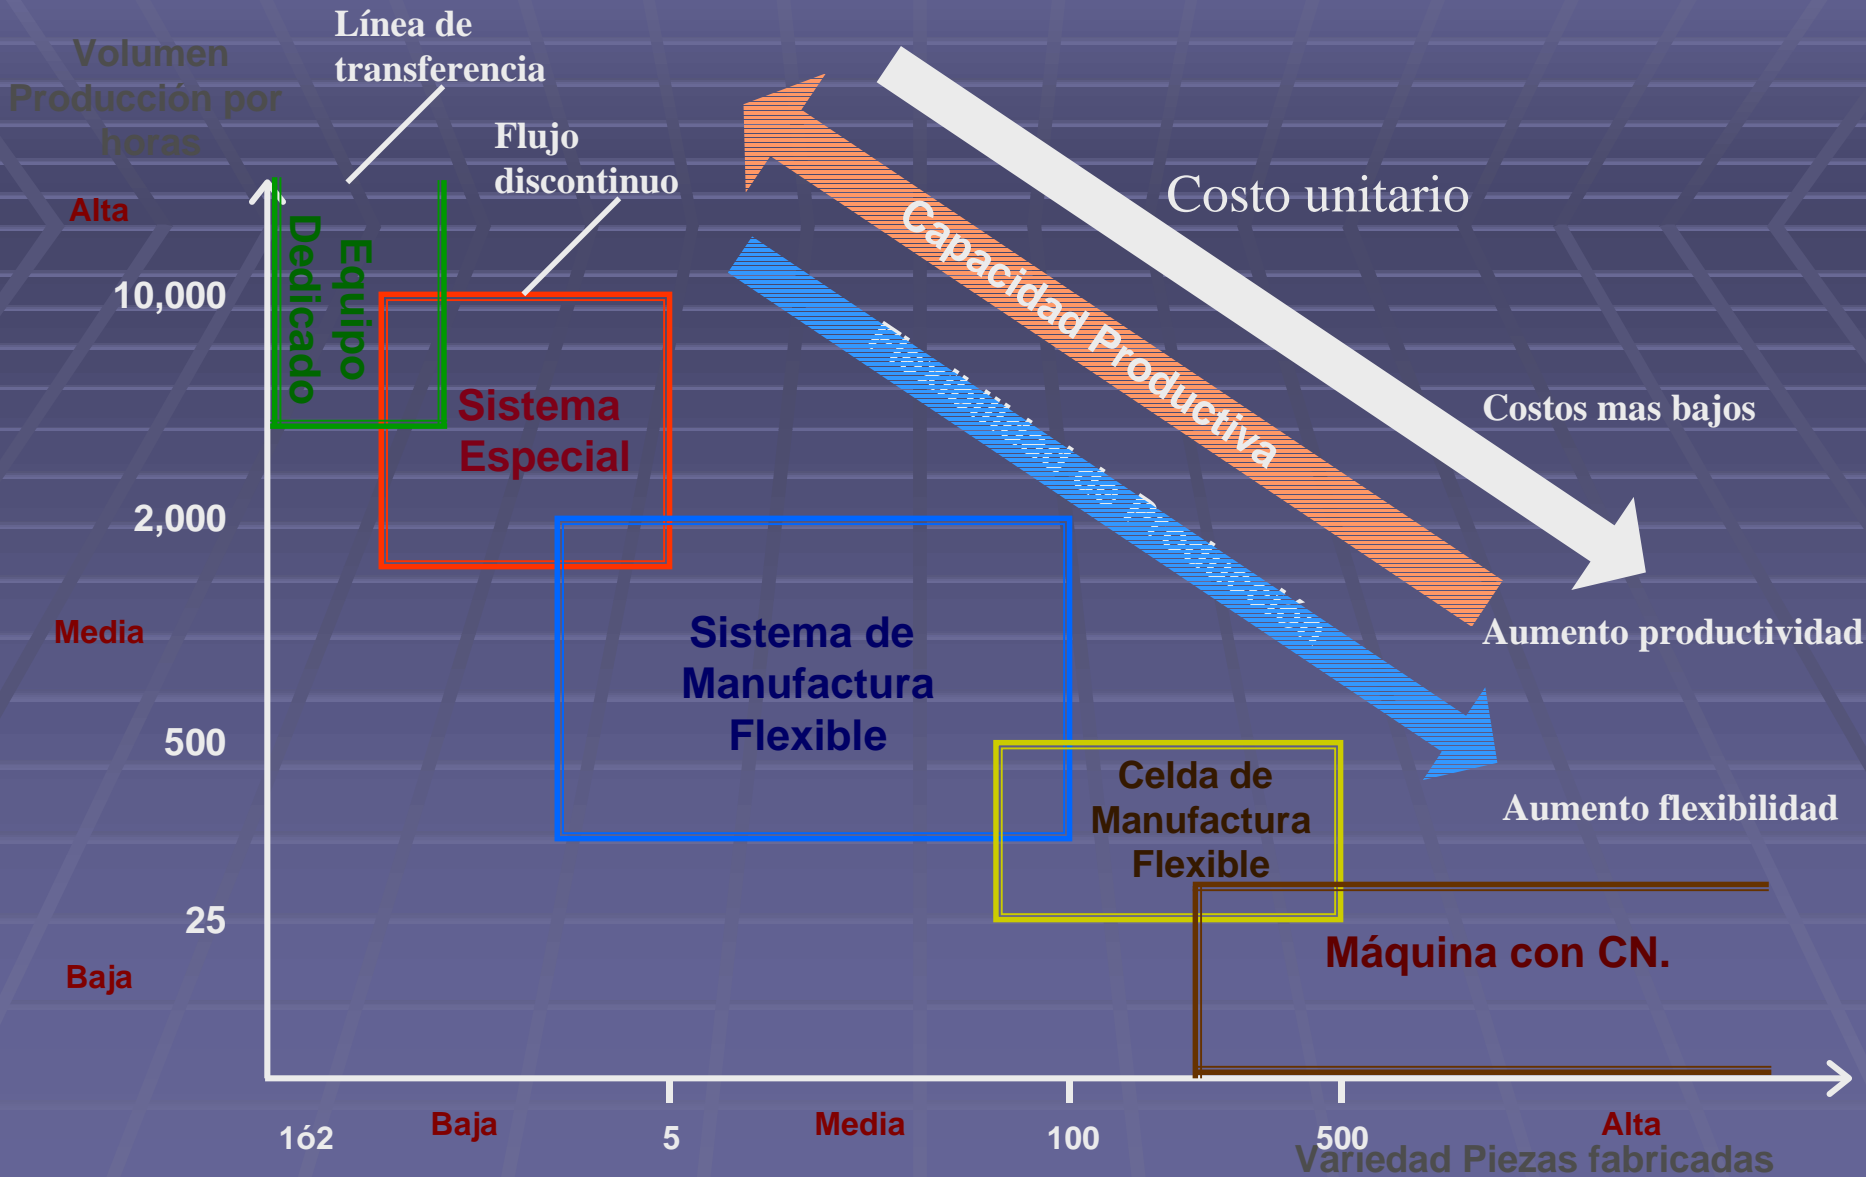 Línea de
transferencia
Volumen
Producción por
horas
Flujo
discontinuo
Costo unitario
Alta
Equipo
Dedicado
Capacidad Productiva
10,000
Sistema
Especial
Costos mas bajos
2,000
Media
Sistema de
Manufactura
Flexible
Aumento productividad
500
Celda de
Manufactura
Flexible
Aumento flexibilidad
25
Máquina con CN.
Baja
1ó2
Baja
5
Media
100
500
Alta
Variedad Piezas fabricadas